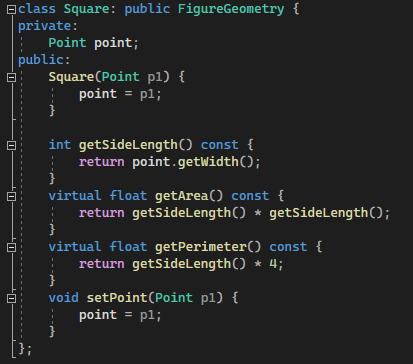 class Square: public FigureGeometry {
private:
    Point point;
public:
    Square(Point p1) {
        point = p1;
    }

    int getSideLength() const {
        return point.getWidth();
    }
    virtual float getArea() const {
        return getSideLength() * getSideLength();
    }
    virtual float getPerimeter() const {
        return getSideLength() * 4;
    }
    void setPoint(Point p1) {
        point = p1;
    }
};